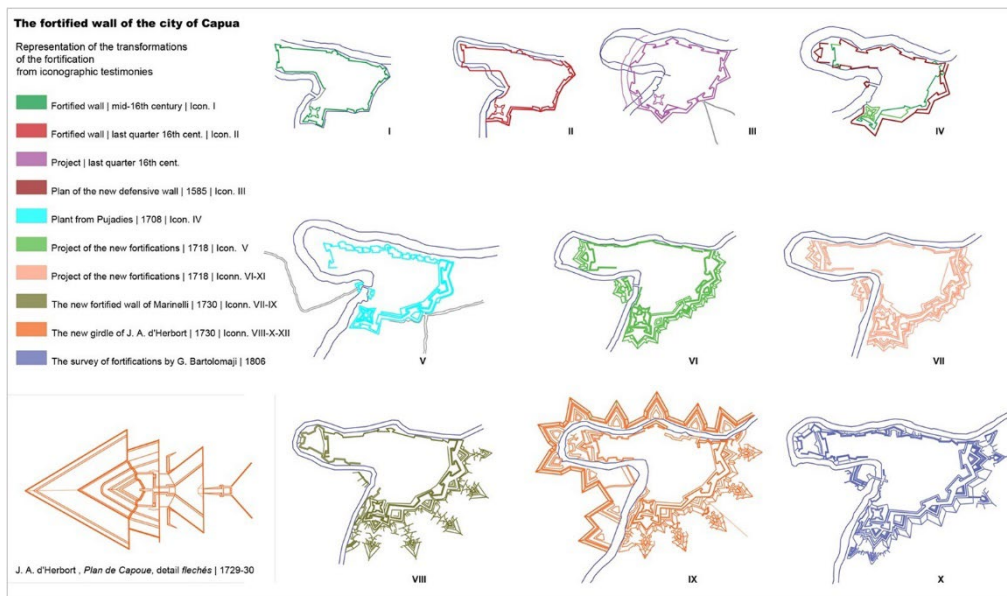 The fortified wall of the city of Capua
Representation of the transformations
of the fortification
from iconographic testimonies
Fortified wall | mid-16th century | Icon. I
Fortified wall | last quarter 16th cent. | Icon. II
Project | last quarter 16th cent.
Plan of the new defensive wall | 1585 | Icon. III
Plant from Pujadies | 1708 | Icon. IV
Project of the new fortifications | 1718 | Icon. V
Project of the new fortifications | 1718 | Iconn. VI-XI
The new fortified wall of Marinelli | 1730 | Iconn. VII-IX
The new girdle of J. A. d'Herbort | 1730 | Iconn. VIII-X-XII
The survey of fortifications by G. Bartolomaji | 1806
I
II
III
IV
V
VI
VII
J. A. d'Herbort , Plan de Capoue, detail flechés | 1729-30
VIII
IX
X